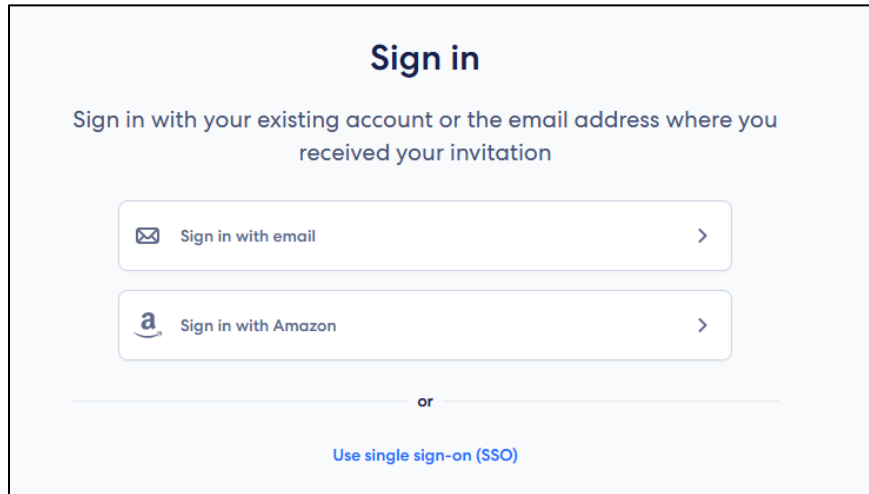 Sign in
Sign in with your existing account or the email address where you
received your invitation
Sign in with email
a
Sign in with Amazon
or
Use single sign-on (SSO)